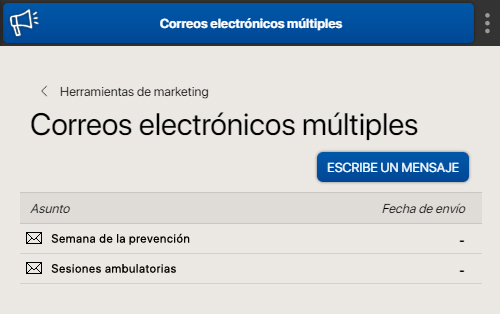 Correos electrónicos múltiples
Herramientas de marketing
Correos electrónicos múltiples
ESCRIBE UN MENSAJE
Asunto Fecha de envío
Semana de la prevención -
Sesiones ambulatorias -